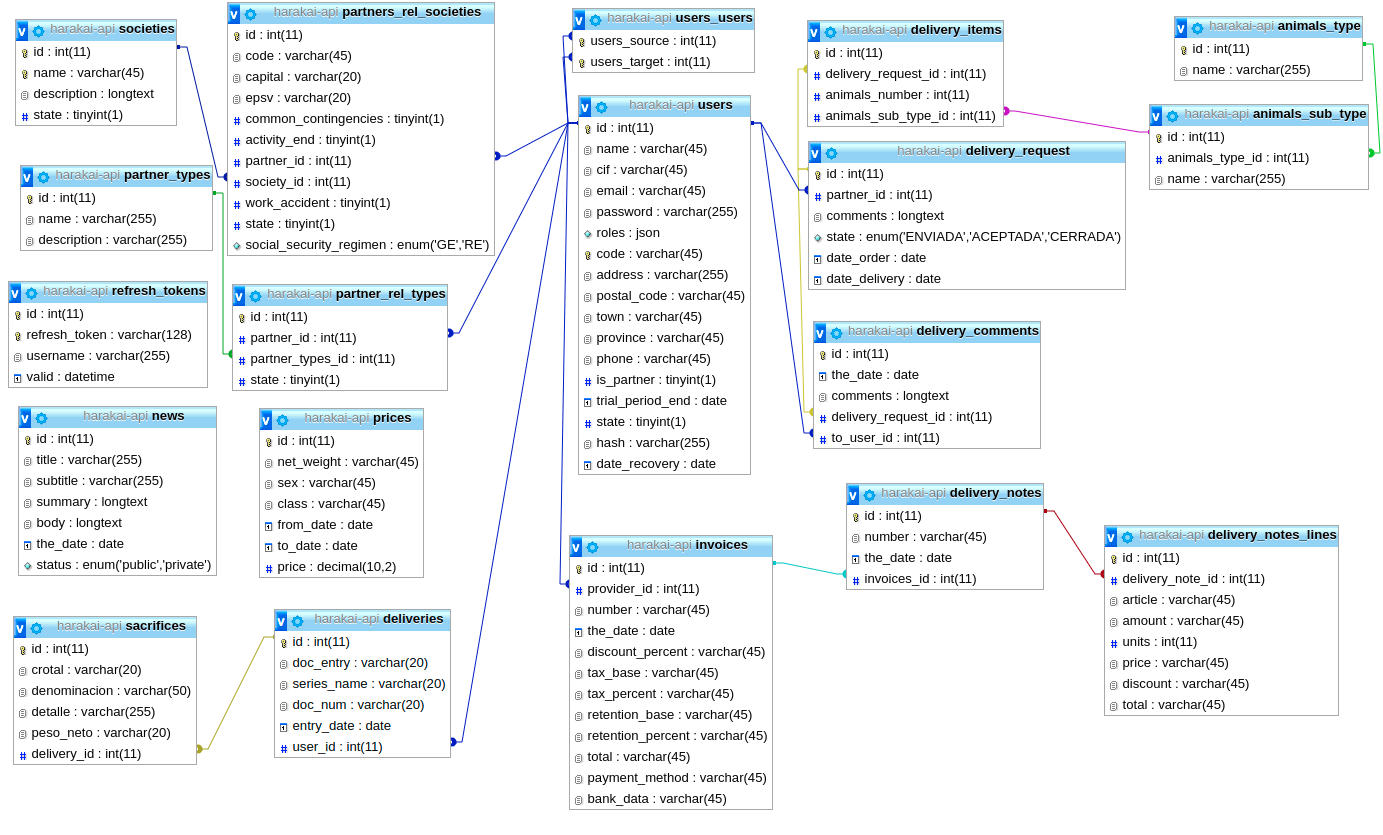 harakai-api societies
id : int(11)
name : varchar(45)
description : longtext
state : tinyint(1)
harakai-api partners_rel_societies
id : int(11)
code : varchar(45)
capital : varchar(20)
epsv : varchar(20)
common_contingencies : tinyint(1)
activity_end : tinyint(1)
partner_id : int(11)
society_id : int(11)
work_accident : tinyint(1)
state : tinyint(1)
social_security_regimen : enum('GE','RE')
harakai-api users_users
users_source : int(11)
users_target : int(11)
harakai-api delivery_items
id : int(11)
delivery_request_id : int(11)
animals_number : int(11)
animals_sub_type_id : int(11)
harakai-api animals_type
id : int(11)
name : varchar(255)
harakai-api animals_sub_type
id : int(11)
animals_type_id : int(11)
name : varchar(255)
harakai-api partner_types
id : int(11)
name : varchar(255)
description : varchar(255)
harakai-api users
id : int(11)
name : varchar(45)
cif : varchar(45)
email : varchar(45)
password : varchar(255)
roles : json
code : varchar(45)
address : varchar(255)
postal_code : varchar(45)
town : varchar(45)
province : varchar(45)
phone : varchar(45)
is_partner : tinyint(1)
trial_period_end : date
state : tinyint(1)
hash : varchar(255)
date_recovery : date
harakai-api delivery_request
id : int(11)
partner_id : int(11)
comments : longtext
state : enum('ENVIADA','ACEPTADA','CERRADA')
date_order : date
date_delivery : date
harakai-api refresh_tokens
id : int(11)
refresh_token : varchar(128)
username : varchar(255)
valid : datetime
harakai-api partner_rel_types
id : int(11)
partner_id : int(11)
partner_types_id : int(11)
state : tinyint(1)
harakai-api delivery_comments
id : int(11)
the_date : date
comments : longtext
delivery_request_id : int(11)
to_user_id : int(11)
harakai-api news
id : int(11)
title : varchar(255)
subtitle : varchar(255)
summary : longtext
body : longtext
the_date : date
status : enum('public','private')
harakai-api prices
id : int(11)
net_weight : varchar(45)
sex : varchar(45)
class : varchar(45)
from_date : date
to_date : date
price : decimal(10,2)
harakai-api delivery_notes
id : int(11)
number : varchar(45)
the_date : date
invoices_id : int(11)
harakai-api delivery_notes_lines
id : int(11)
delivery_note_id : int(11)
article : varchar(45)
amount : varchar(45)
units : int(11)
price : varchar(45)
discount : varchar(45)
total : varchar(45)
harakai-api invoices
id : int(11)
provider_id : int(11)
number : varchar(45)
the_date : date
discount_percent : varchar(45)
tax_base : varchar(45)
tax_percent : varchar(45)
retention_base : varchar(45)
retention_percent : varchar(45)
total : varchar(45)
payment_method : varchar(45)
bank_data : varchar(45)
harakai-api sacrifices
id : int(11)
crotal : varchar(20)
denominacion : varchar(50)
detalle : varchar(255)
peso_neto : varchar(20)
delivery_id : int(11)
harakai-api deliveries
id : int(11)
doc_entry : varchar(20)
series_name : varchar(20)
doc_num : varchar(20)
entry_date : date
user_id : int(11)